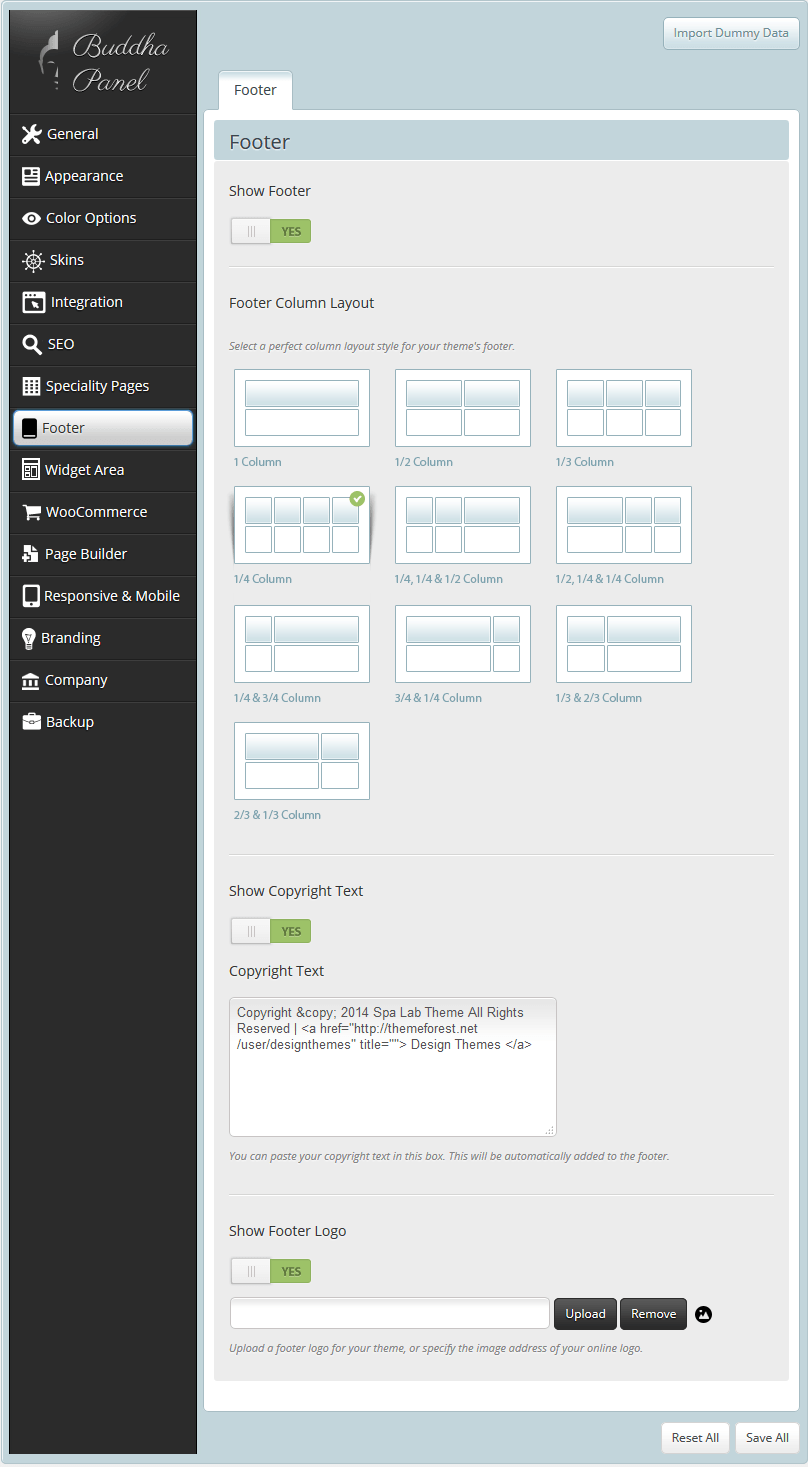 Buddha
Panel
Import Dummy Data
General
Appearance
Color Options
Skins
Integration
SEO
Speciality Pages
Footer
Widget Area
WooCommerce
Page Builder
Responsive & Mobile
Branding
Company
Backup
Footer
Footer
Show Footer
YES
Footer Column Layout
Select a perfect column layout style for your theme's footer.
1 Column
1/2 Column
1/3 Column
1/4 Column
1/4, 1/4 & 1/2 Column
1/2, 1/4 & 1/4 Column
1/4 & 3/4 Column
3/4 & 1/4 Column
1/3 & 2/3 Column
2/3 & 1/3 Column
Show Copyright Text
YES
Copyright Text
Copyright &copy; 2014 Spa Lab Theme All Rights
Reserved | <a href="http://themeforest.net
/user/designthemes" title=""> Design Themes </a>
You can paste your copyright text in this box. This will be automatically added to the footer.
Show Footer Logo
YES
Upload
Remove
Upload a footer logo for your theme, or specify the image address of your online logo.
Reset All
Save All